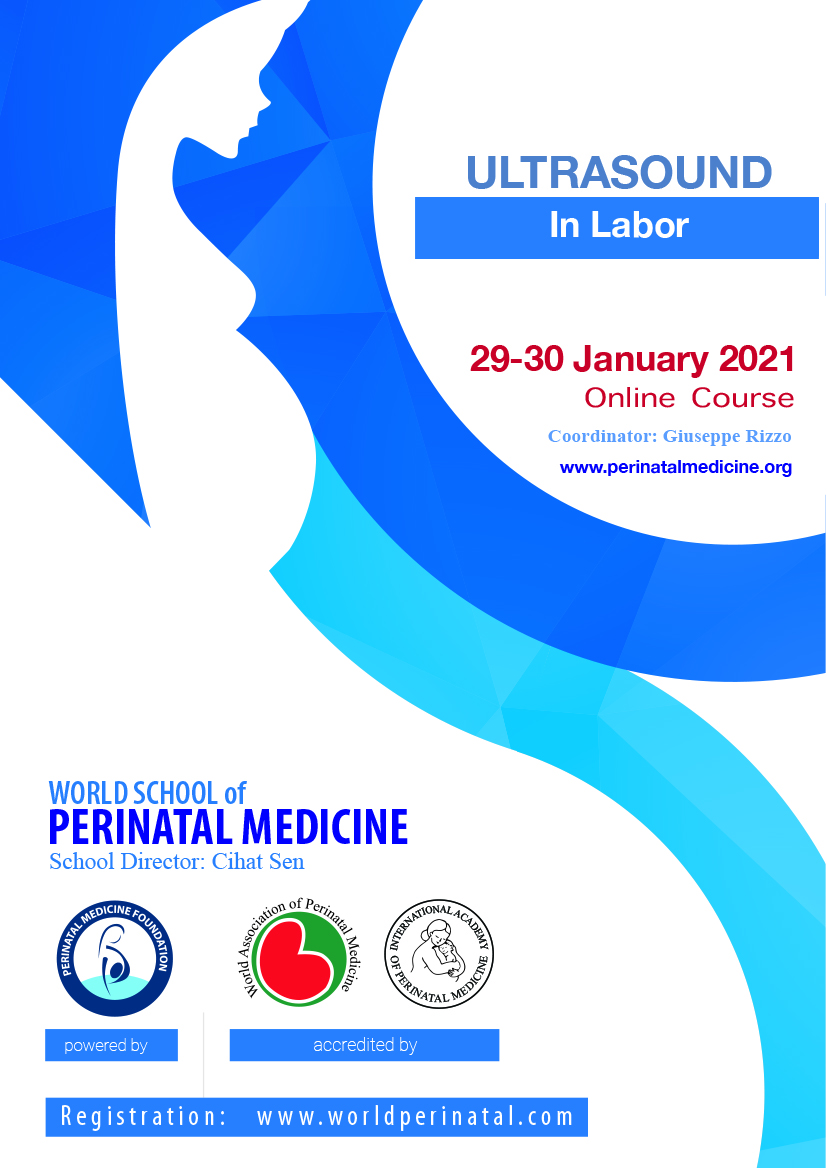 ULTRASOUND
In Labor
29-30 January 2021
Online Course
Coordinator: Giuseppe Rizzo
www.perinatalmedicine.org
WORLD SCHOOL of
PERINATAL MEDICINE
School Director: Cihat Sen
PERINATAL MEDICINE FOUNDATION
World Association of Perinatal Medicine
INTERNATIONAL ACADEMY
OF PERINATAL MEDICINE
powered by
accredited by
Registration: www.worldperinatal.com